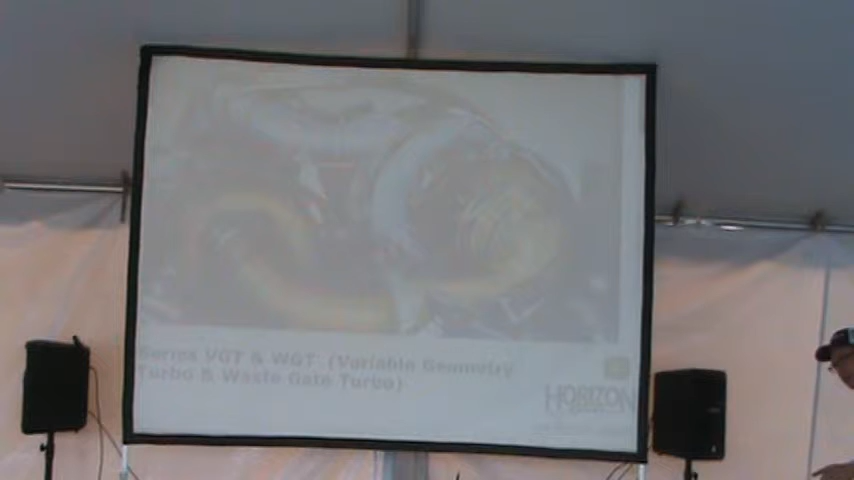 Series VGT & WGT (Variable Geometry
Turbo & Waste Gate Turbo)
HORIZON